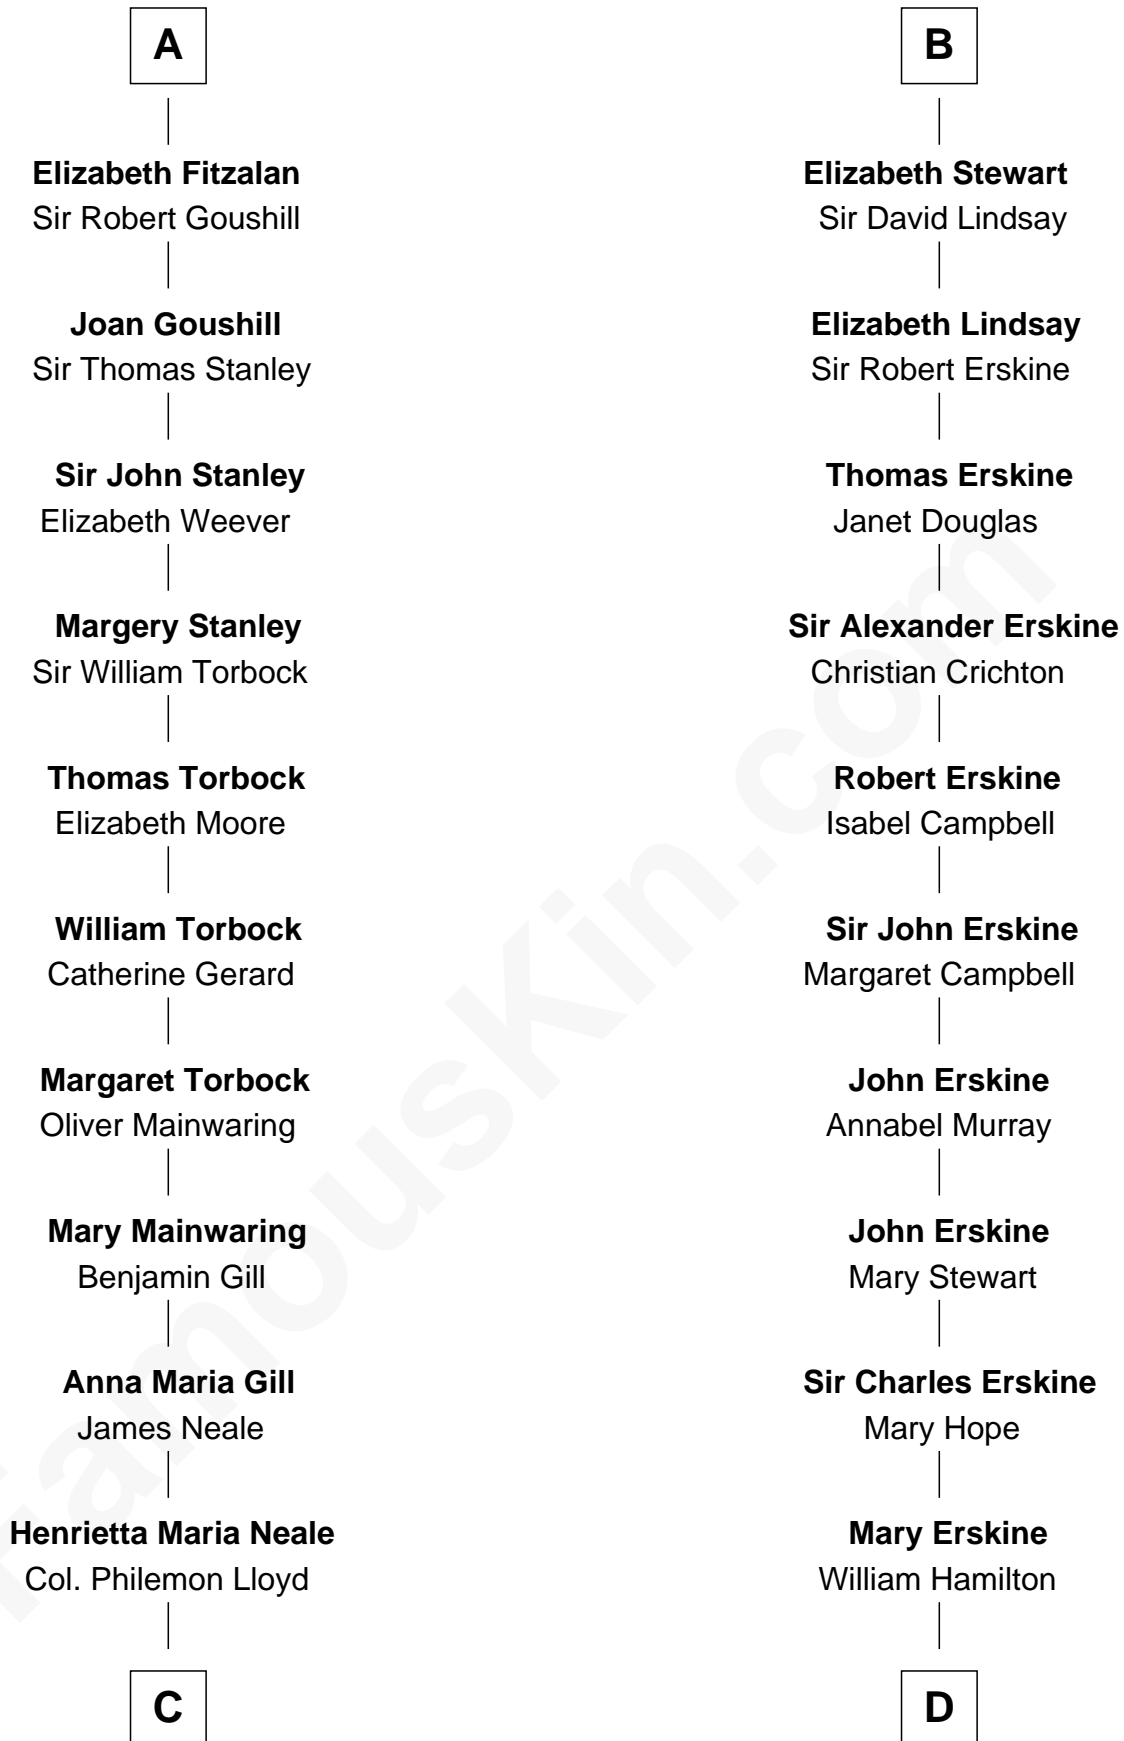 A
Elizabeth Fitzalan
Sir Robert Goushill
Joan Goushill
Sir Thomas Stanley
Sir John Stanley
Elizabeth Weever
Margery Stanley
Sir William Torbock
Thomas Torbock
Elizabeth Moore
William Torbock
Catherine Gerard
Margaret Torbock
Oliver Mainwaring
Mary Mainwaring
Benjamin Gill
Anna Maria Gill
James Neale
Henrietta Maria Neale
Col. Philemon Lloyd
C
B
Elizabeth Stewart
Sir David Lindsay
Elizabeth Lindsay
Sir Robert Erskine
Thomas Erskine
Janet Douglas
Sir Alexander Erskine
Christian Crichton
Robert Erskine
Isabel Campbell
Sir John Erskine
Margaret Campbell
John Erskine
Annabel Murray
John Erskine
Mary Stewart
Sir Charles Erskine
Mary Hope
Mary Erskine
William Hamilton
D
FamousKin.com